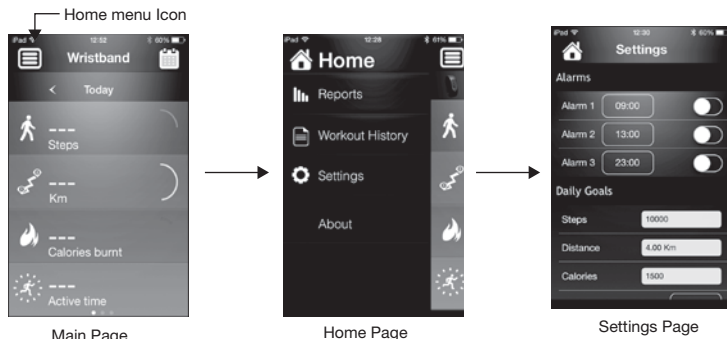 Home menu Icon
iPad 12:52 60%
Wristband
< Today
--- Steps
--- Km
--- Calories burnt
--- Active time
Main Page
iPad 12:28 61%
Home
Reports
Workout History
Settings
About
Home Page
iPad 12:30 60%
Settings
Alarms
Alarm 1 09:00
Alarm 2 13:00
Alarm 3 23:00
Daily Goals
Steps 10000
Distance 4.00 Km
Calories 1500
Settings Page